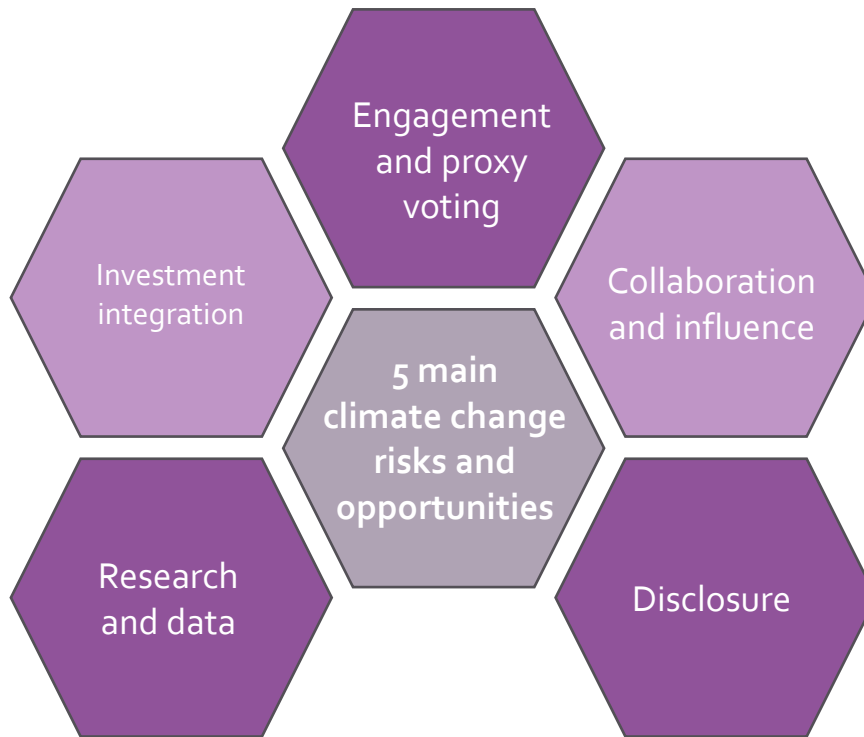 Engagement
and proxy
voting
Investment
integration
Collaboration
and influence
5 main
climate change
risks and
opportunities
Research
and data
Disclosure